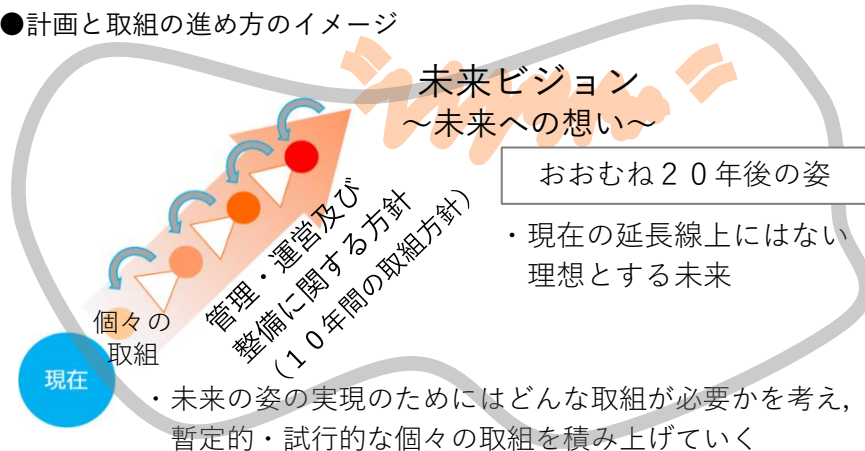 ●計画と取組の進め方のイメージ
未来ビジョン
～未来への想い～
おおむね２０年後の姿
・現在の延長線上にはない
理想とする未来
管理・運営及び
整備に関する方針
（１０年間の取組方針）
個々の
取組
現在
・未来の姿の実現のためにはどんな取組が必要かを考え,
暫定的・試行的な個々の取組を積み上げていく